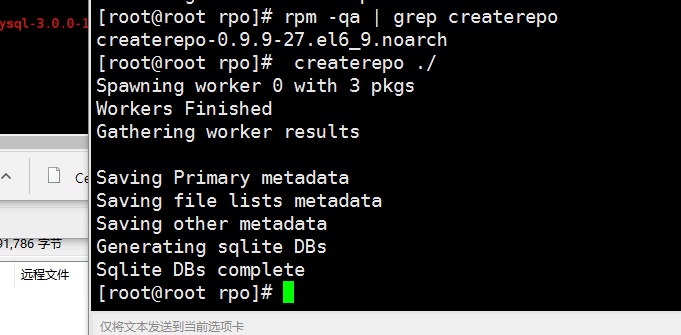 ysql-3.0.0-1
[root@root rpo]# rpm -qa | grep createrepo
createrepo-0.9.9-27.el6_9.noarch
[root@root rpo]#  createrepo ./
Spawning worker 0 with 3 pkgs
Workers Finished
Gathering worker results
Saving Primary metadata
Saving file lists metadata
Saving other metadata
Generating sqlite DBs
Sqlite DBs complete
[root@root rpo]#
Ce
91,786 字节
远程文件
仅将文本发送到当前选项卡